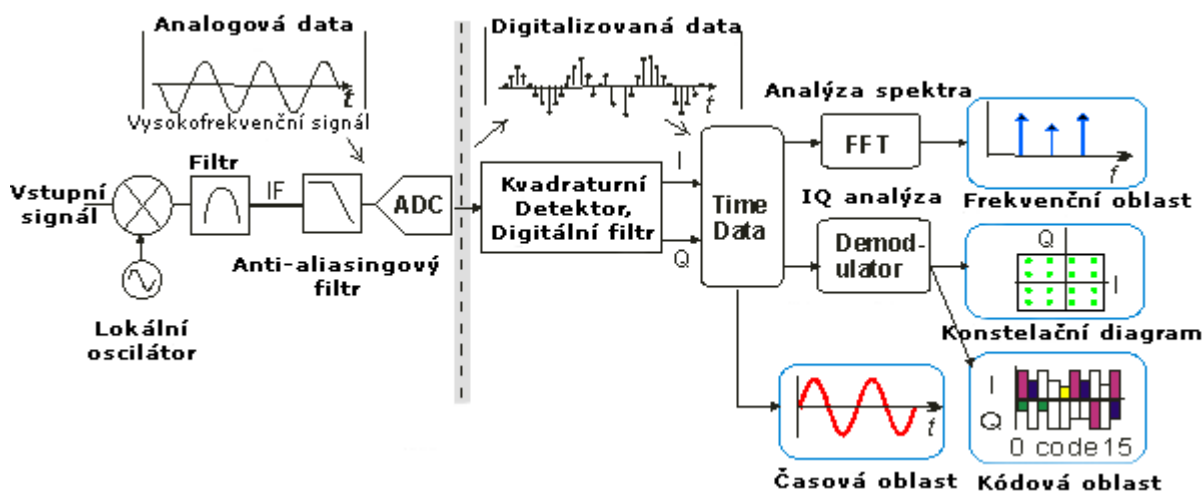 Analogová data
t
Vysokofrekvenční signál
Digitalizovaná data
t
Vstupní
signál
Filtr
IF
Anti-aliasingový
filtr
Lokální
oscilátor
ADC
Kvadraturní
Detektor,
Digitální filtr
I
Q
Time
Data
Analýza spektra
FFT
f
Frekvenční oblast
IQ analýza
Demod-
ulator
Q
I
Konstelační diagram
I
Q
0 code 15
Kódová oblast
t
Časová oblast